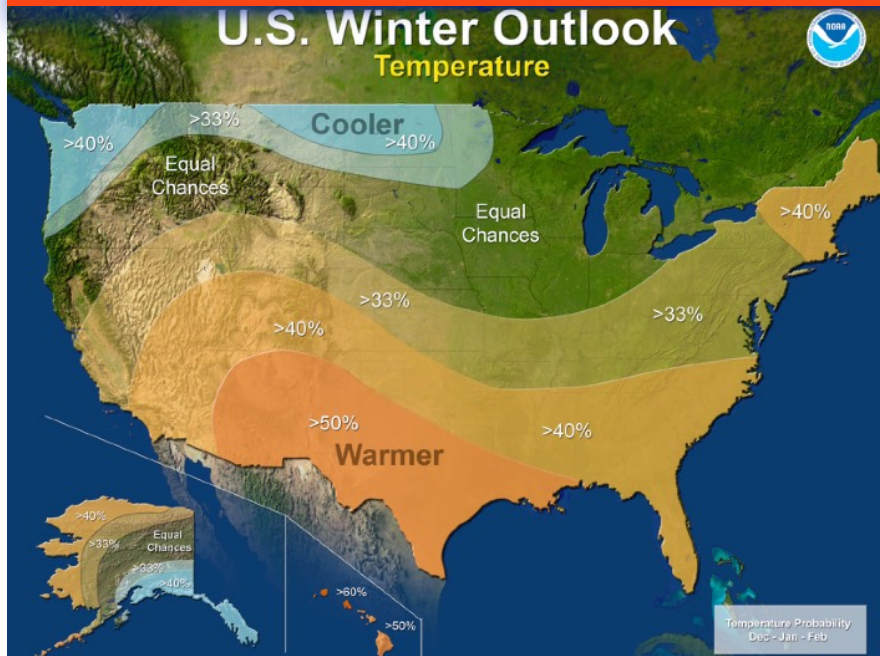 U.S. Winter Outlook
Temperature
NOAA
>40%
>33%
Cooler
>40%
Equal
Chances
Equal
Chances
>40%
>33%
>33%
>40%
>50%
>40%
Warmer
>40%
>33%
Equal
Chances
>33%
>40%
>60%
>50%
Temperature Probability
Dec - Jan - Feb